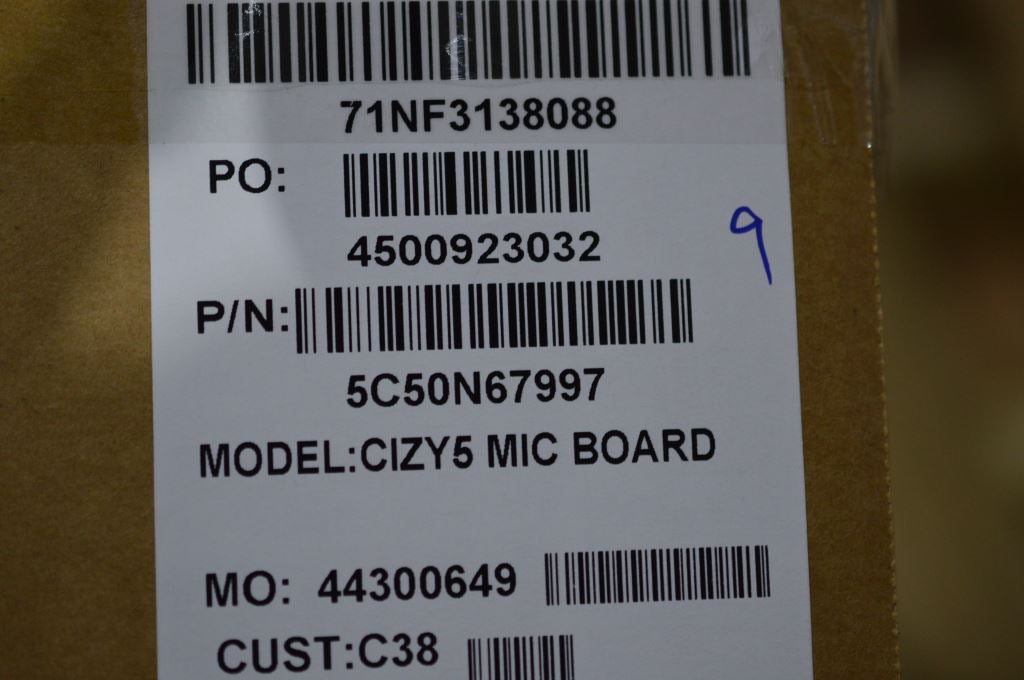 71NF3138088
PO:
4500923032
9
P/N:
5C50N67997
MODEL:CIZY5 MIC BOARD
MO: 44300649
CUST:C38